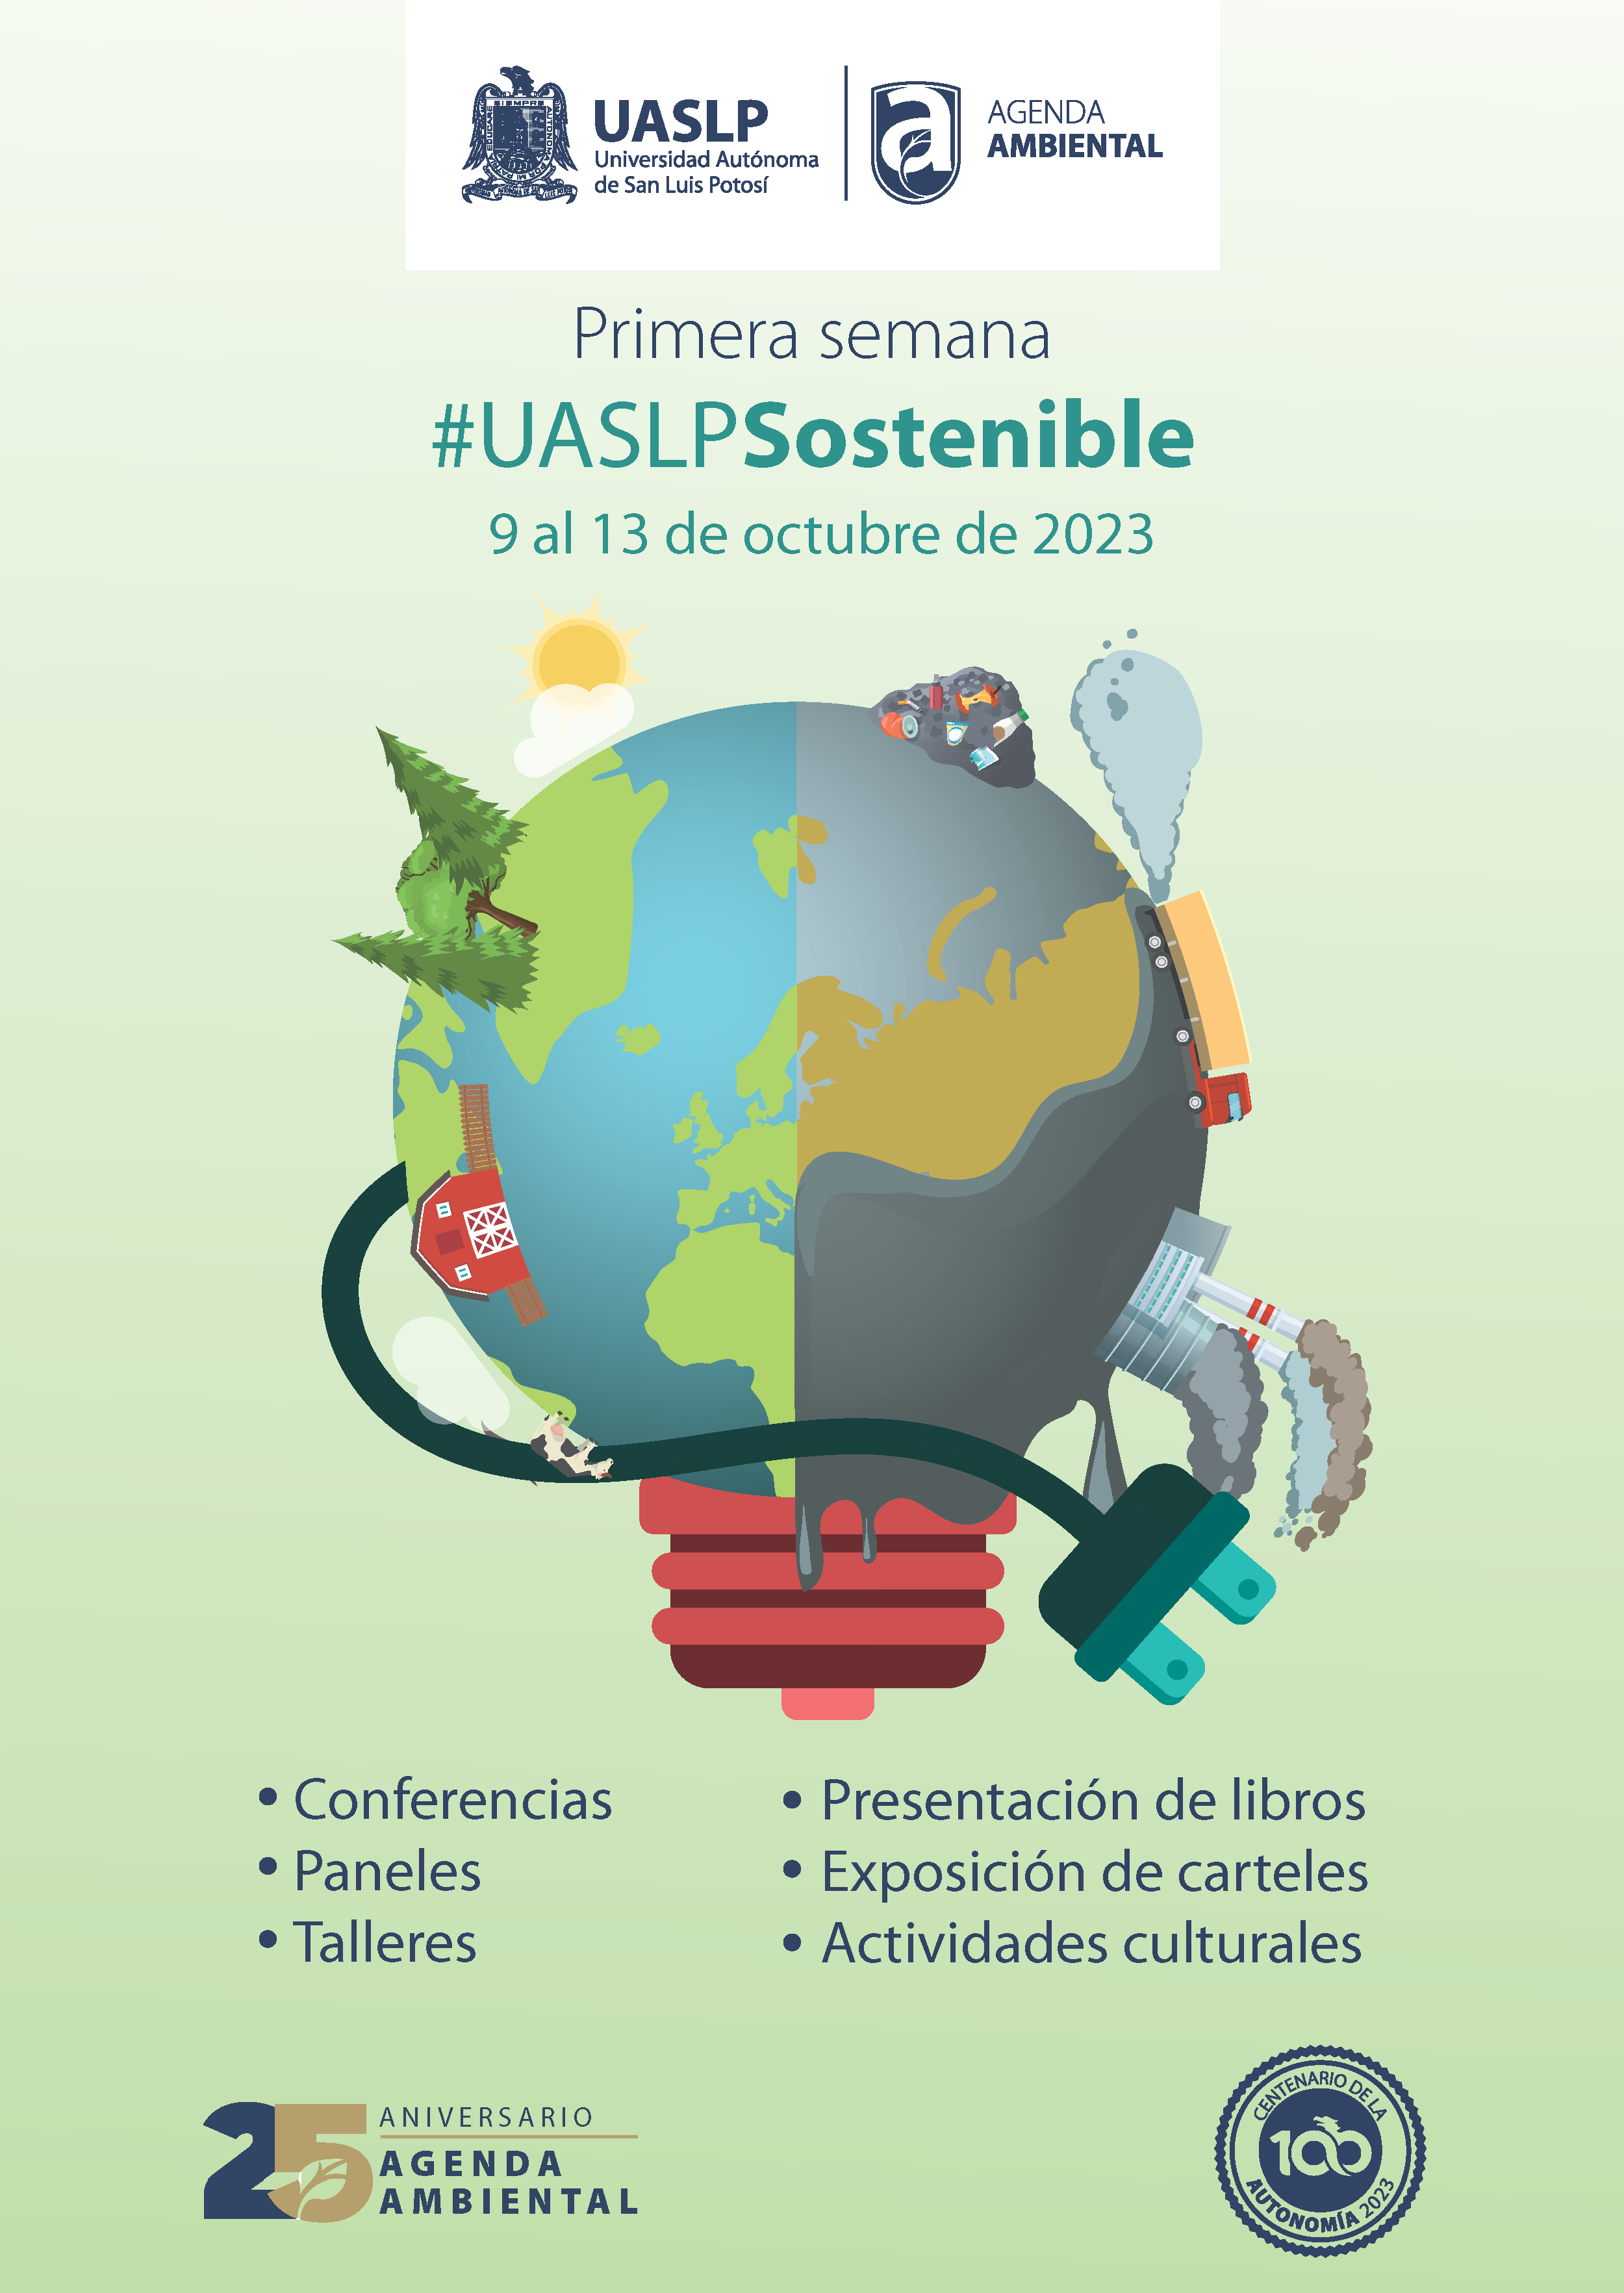 UASLP
Universidad Autónoma
de San Luis Potosí
AGENDA
AMBIENTAL
Primera semana
#UASLPSostenible
9 al 13 de octubre de 2023
• Conferencias
• Paneles
• Talleres
• Presentación de libros
• Exposición de carteles
• Actividades culturales
25
ANIVERSARIO
AGENDA
AMBIENTAL
CENTENARIO DE LA
100
AUTONOMÍA 2023